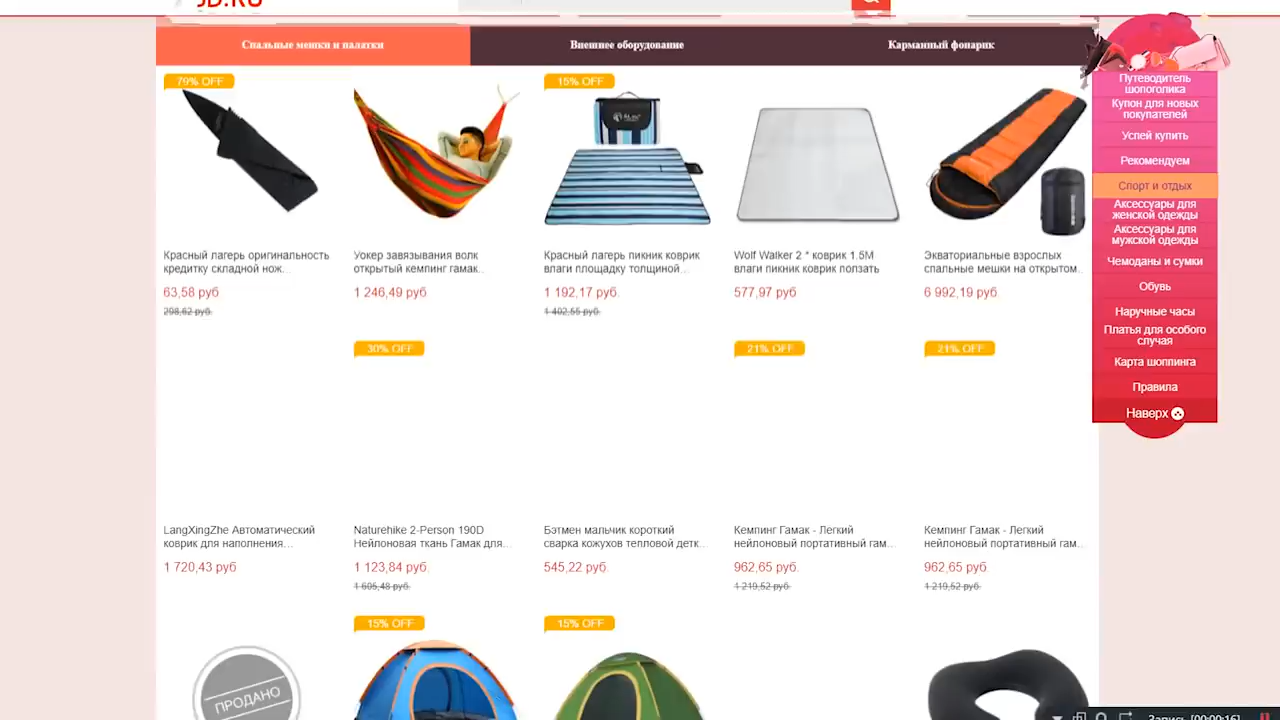 JD.RU
Спальные мешки и палатки
Внешнее оборудование
Карманный фонарик
79% OFF
15% OFF
Красный лагерь оригинальность
кредитку складной нож...
63,58 руб
298,62 руб.
Уокер завязывания волк
открытый кемпинг гамак..
1 246,49 руб
Красный лагерь пикник коврик
влаги площадку толщиной...
1 192,17 руб.
1 402,55 руб.
Wolf Walker 2 * коврик 1.5М
влаги пикник коврик ползать
577,97 руб
Экваториальные взрослых
спальные мешки на открытом..
6 992,19 руб.
30% OFF
21% OFF
21% OFF
LangXingZhe Автоматический
коврик для наполнения...
1 720,43 руб
Naturehike 2-Person 190D
Нейлоновая ткань Гамак для...
1 123,84 руб.
1 605,48 руб.
Бэтмен мальчик короткий
сварка кожухов тепловой детк...
545,22 руб.
Кемпинг Гамак - Легкий
нейлоновый портативный гам...
962,65 руб.
1 219,52 руб.
Кемпинг Гамак - Легкий
нейлоновый портативный гам..
962,65 руб.
1 219,52 руб.
15% OFF
15% OFF
ПРОДАНО
Путеводитель
шопоголика
Купон для новых
покупателей
Успей купить
Рекомендуем
Спорт и отдых
Аксессуары для
женской одежды
Аксессуары для
мужской одежды
Чемоданы и сумки
Обувь
Наручные часы
Платья для особого
случая
Карта шоппинга
Правила
Наверх
Запись [00:00:16]